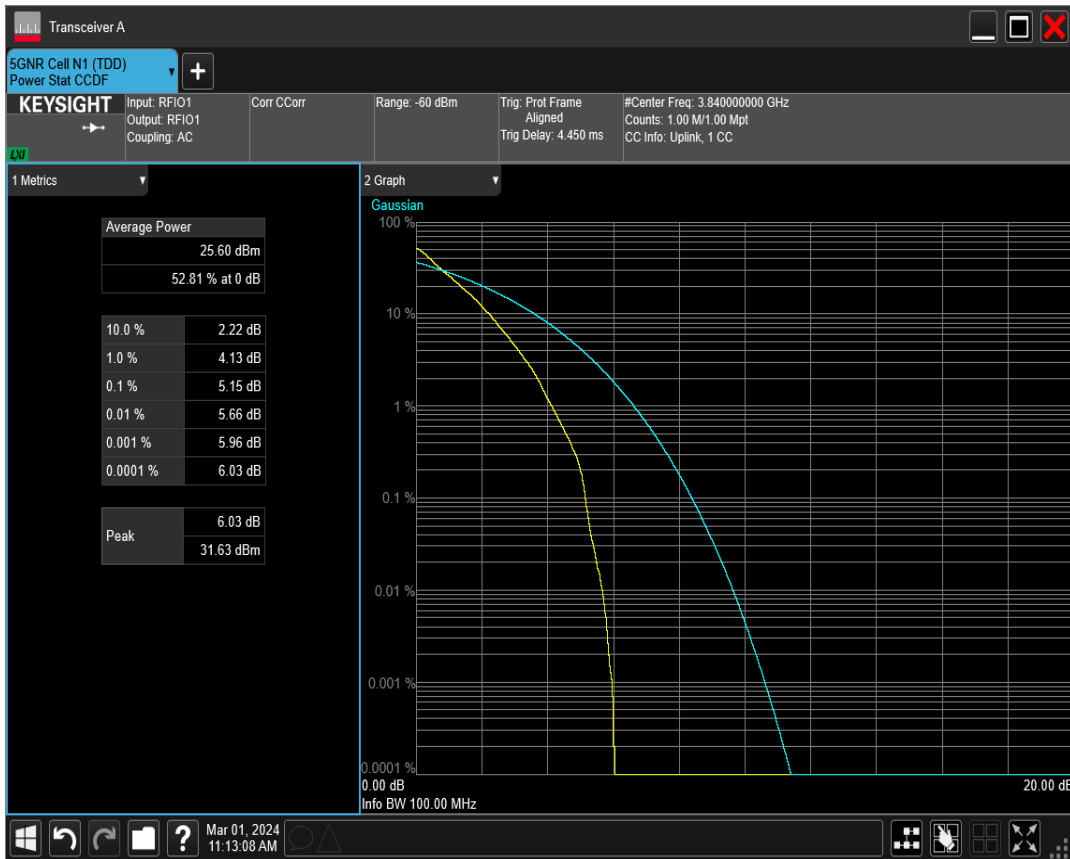 Transceiver A
5GNR Cell N1 (TDD)
Power Stat CCDF
+
KEYSIGHT
LXI
Input: RFIO1
Output: RFIO1
Coupling: AC
Corr CCorr
Range: -60 dBm
Trig: Prot Frame
Aligned
Trig Delay: 4.450 ms
#Center Freq: 3.840000000 GHz
Counts: 1.00 M/1.00 Mpt
CC Info: Uplink, 1 CC
1 Metrics
Average Power
25.60 dBm
52.81 % at 0 dB
10.0 % 2.22 dB
1.0 % 4.13 dB
0.1 % 5.15 dB
0.01 % 5.66 dB
0.001 % 5.96 dB
0.0001 % 6.03 dB
Peak
6.03 dB
31.63 dBm
2 Graph
Gaussian
100 %
10 %
1 %
0.1 %
0.01 %
0.001 %
0.0001 %
0.00 dB 20.00 dB
Info BW 100.00 MHz
?
Mar 01, 2024
11:13:08 AM